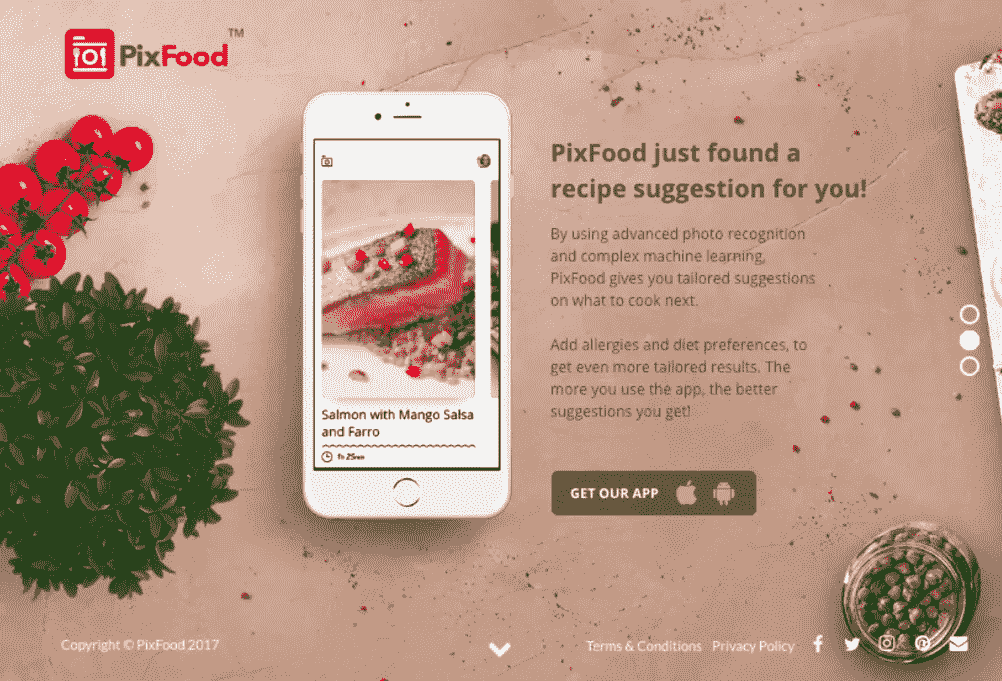 PixFood™
PixFood just found a
recipe suggestion for you!
By using advanced photo recognition
and complex machine learning,
PixFood gives you tailored suggestions
on what to cook next.
Add allergies and diet preferences, to
get even more tailored results. The
more you use the app, the better
suggestions you get!
Salmon with Mango Salsa
and Farro
1h 25min
GET OUR APP
Copyright © PixFood 2017
Terms & Conditions Privacy Policy